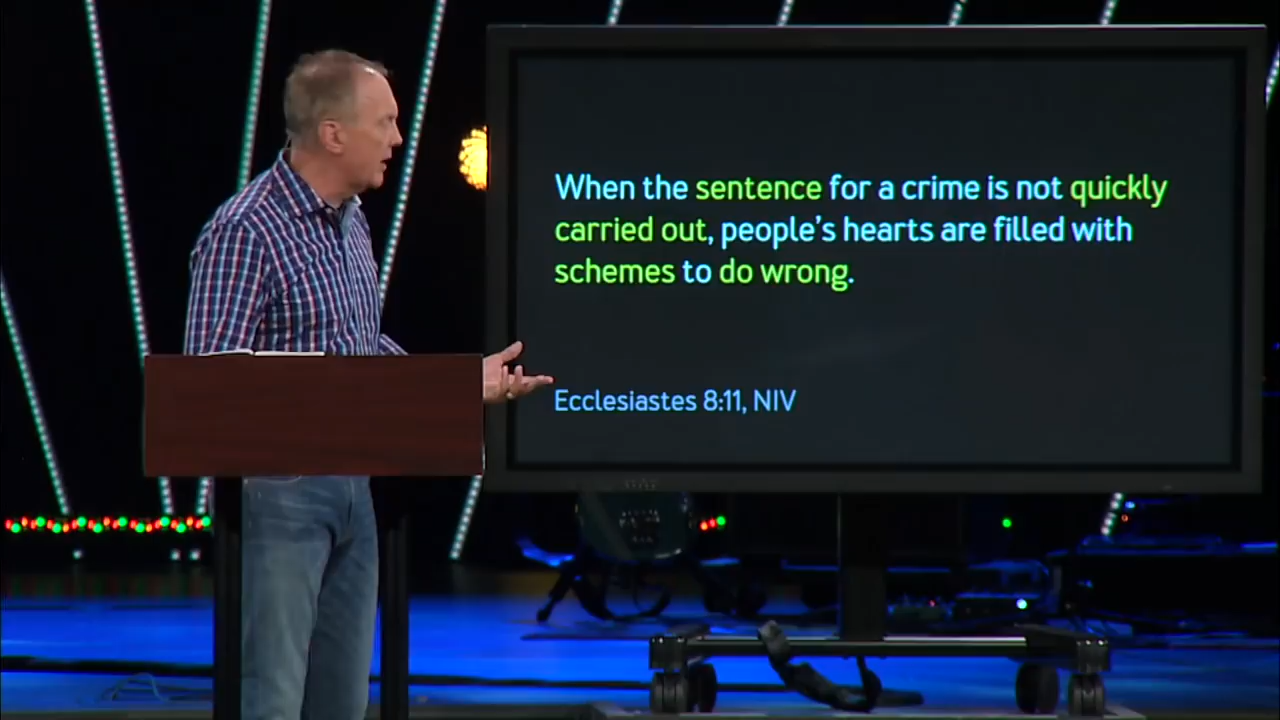 When the sentence for a crime is not quickly
carried out, people’s hearts are filled with
schemes to do wrong.
Ecclesiastes 8:11, NIV